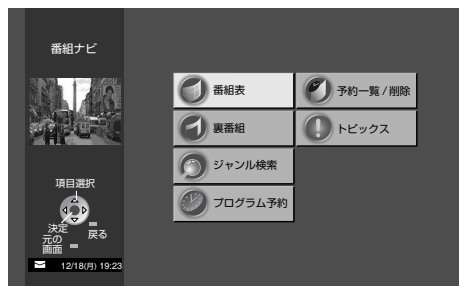 番組ナビ
番組表
予約一覧/削除
裏番組
トピックス
ジャンル検索
プログラム予約
項目選択
決定
戻る
元の
画面
12/18(月) 19:23